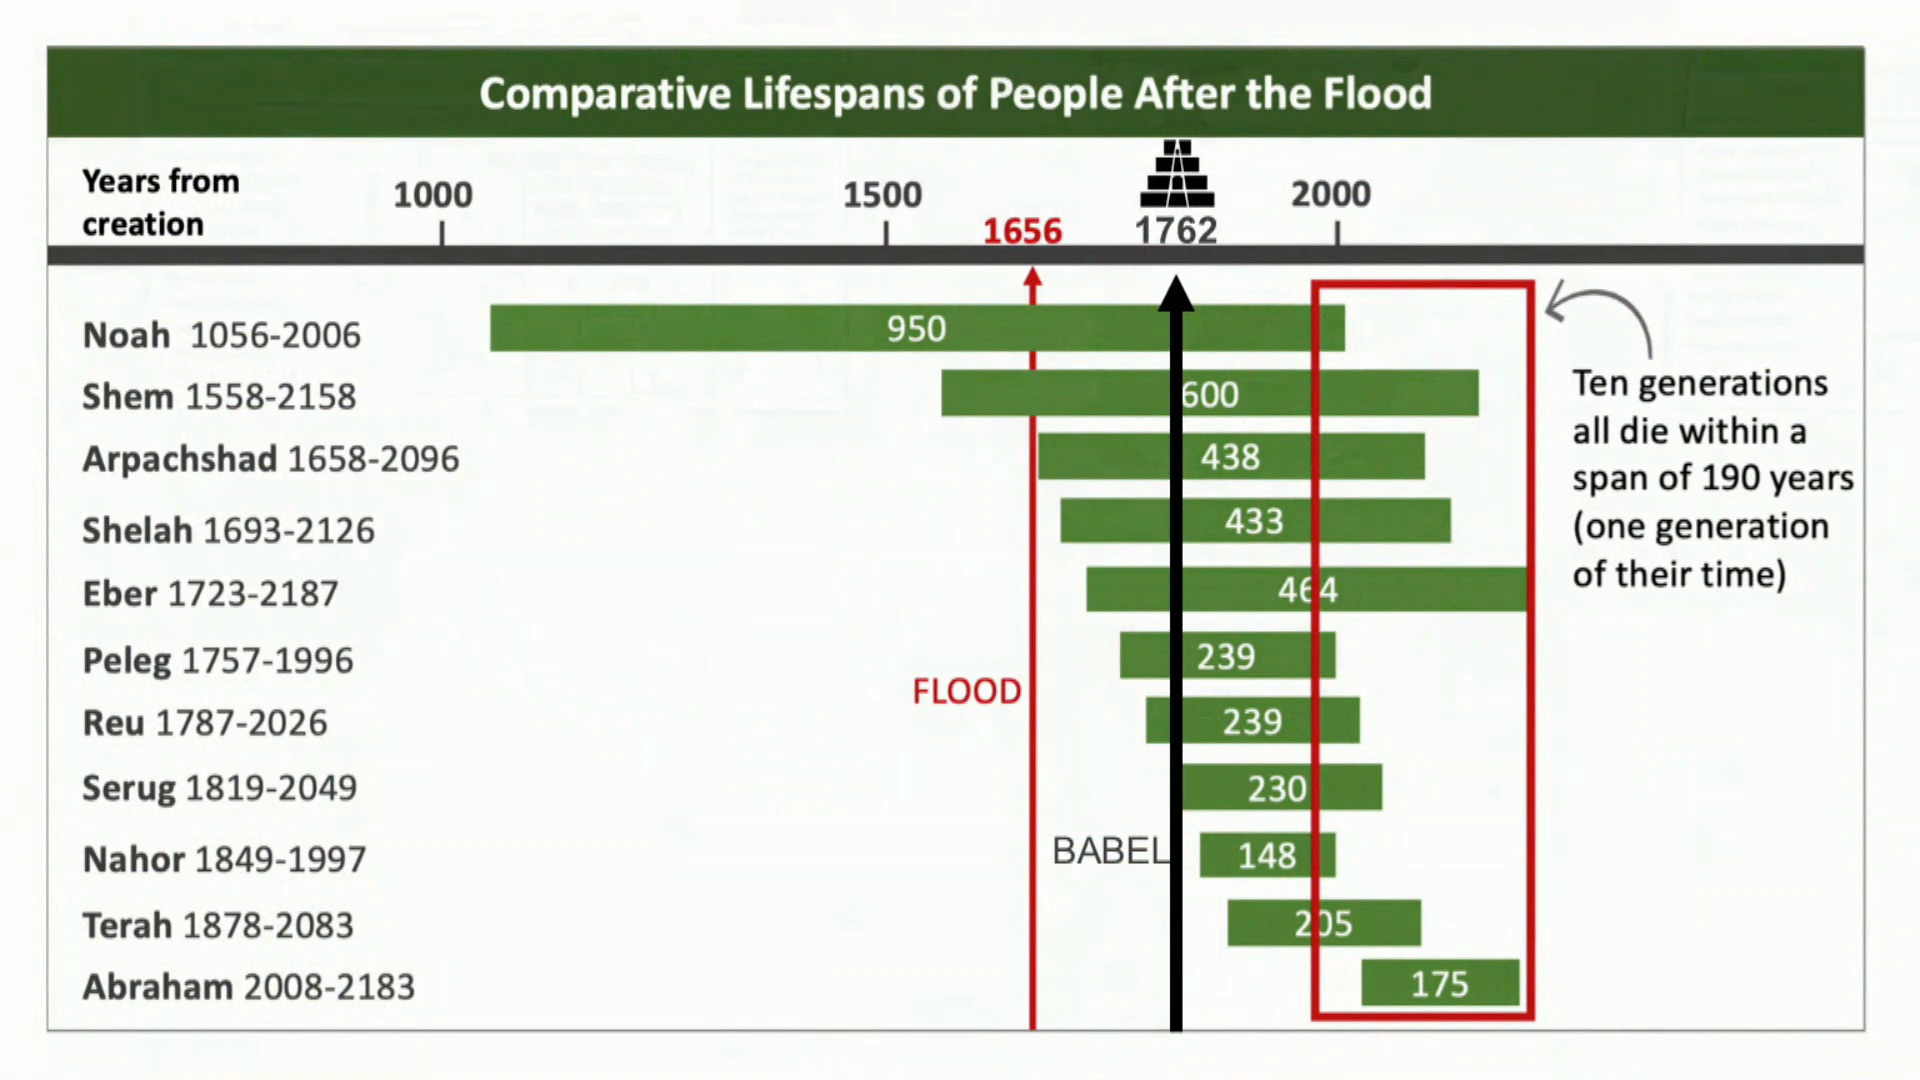 Comparative Lifespans of People After the Flood
Years from
creation
1000
1500
1656
1762
2000
Noah 1056-2006
950
Shem 1558-2158
600
Arpachshad 1658-2096
438
Shelah 1693-2126
433
Eber 1723-2187
464
Peleg 1757-1996
239
FLOOD
Reu 1787-2026
239
Serug 1819-2049
230
BABEL
Nahor 1849-1997
148
Terah 1878-2083
205
Abraham 2008-2183
175
Ten generations
all die within a
span of 190 years
(one generation
of their time)